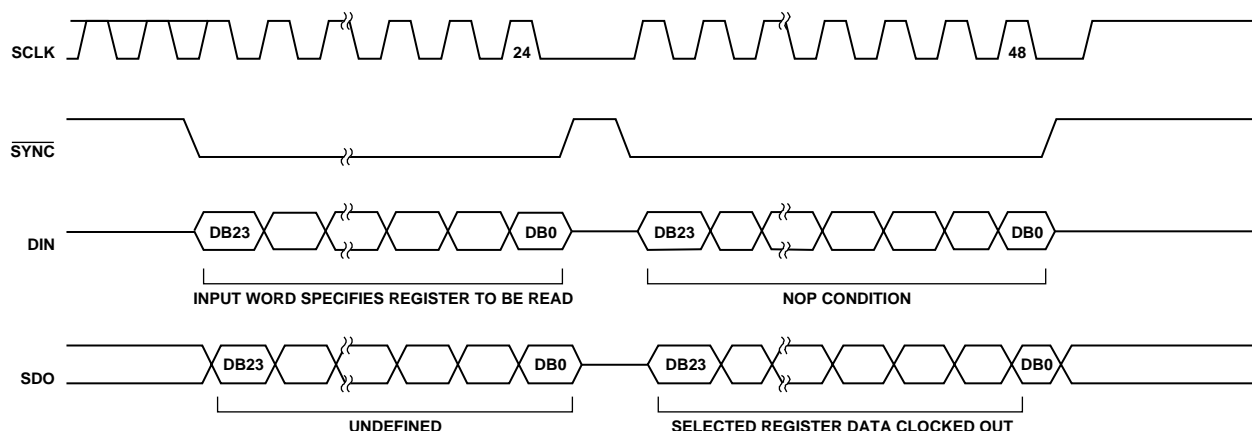 SCLK
24
48
SYNC
DIN
DB23
DB0
DB23
DB0
INPUT WORD SPECIFIES REGISTER TO BE READ
NOP CONDITION
SDO
DB23
DB0
DB23
DB0
UNDEFINED
SELECTED REGISTER DATA CLOCKED OUT